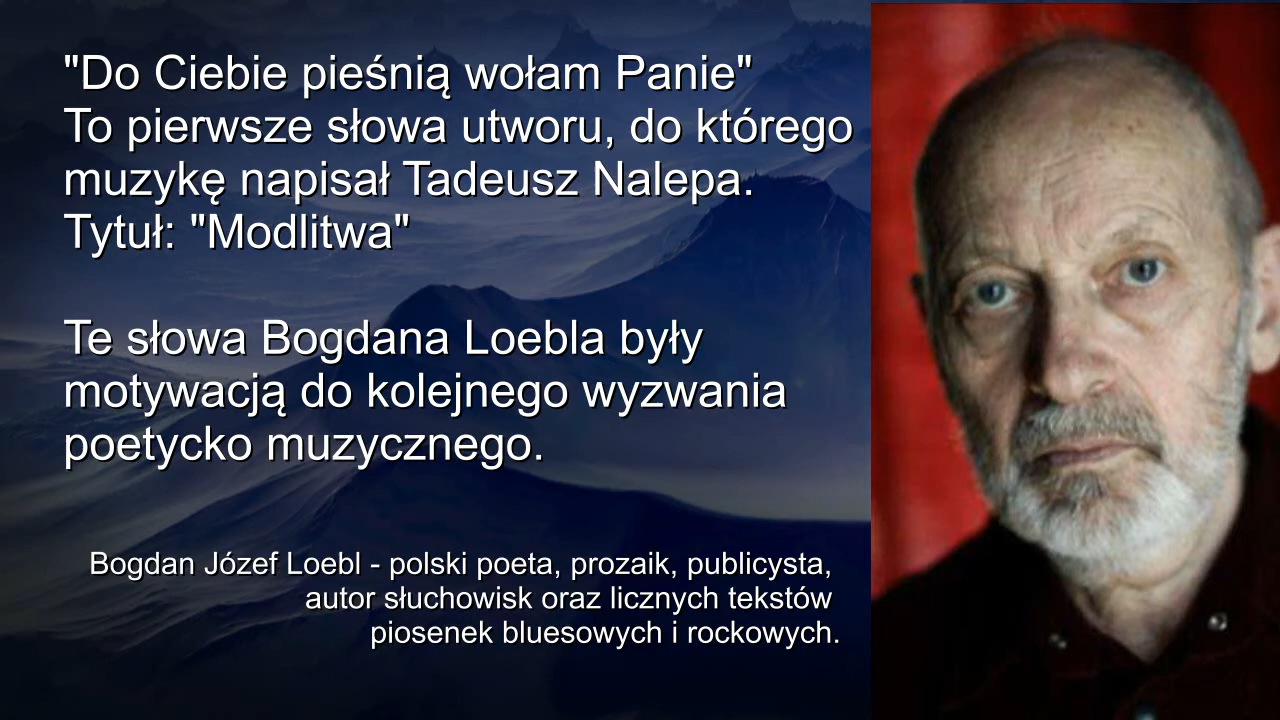 "Do Ciebie pieśnią wołam Panie"
To pierwsze słowa utworu, do którego
muzykę napisał Tadeusz Nalepa.
Tytuł: "Modlitwa"
Te słowa Bogdana Loebla były
motywacją do kolejnego wyzwania
poetycko muzycznego.
Bogdan Józef Loebl - polski poeta, prozaik, publicysta,
autor słuchowisk oraz licznych tekstów
piosenek bluesowych i rockowych.